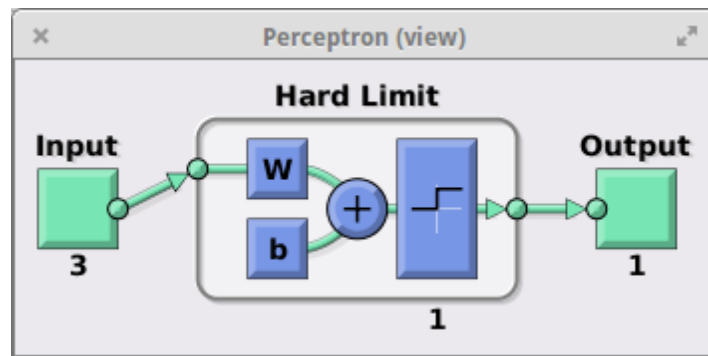 Perceptron (view)
Hard Limit
Input
Output
W
+
b
3
1
1